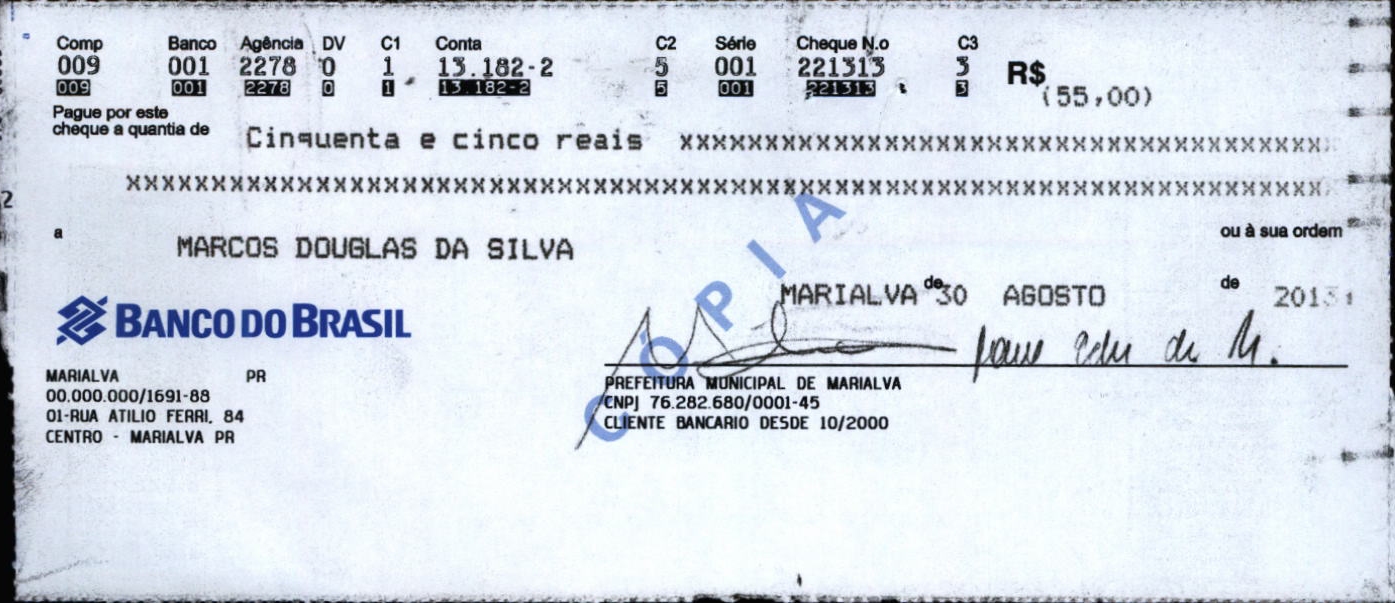 Comp Banco Agência DV C1 Conta C2 Série Cheque N.o C3
009 001 2278 0 1 13.182-2 5 001 221313 3 R$
009 001 2278 0 1 13.182-2 5 001 221313 3 (55,00)
Pague por este
cheque a quantia de Cinquenta e cinco reais xxxxxxxxxxxxxxxxxxxxxxxxxxxxxxxxxxxxxx
xxxxxxxxxxxxxxxxxxxxxxxxxxxxxxxxxxxxxxxxxxxxxxxxxxxxxxxxxxxxxxxxxxxxxx
a MARCOS DOUGLAS DA SILVA ou à sua ordem
MARIALVA de 30 AGOSTO de 2013
BANCO DO BRASIL
MARIALVA PR
00.000.000/1691-88
01-RUA ATILIO FERRI, 84
CENTRO - MARIALVA PR
PREFEITURA MUNICIPAL DE MARIALVA
CNPJ 76.282.680/0001-45
CLIENTE BANCARIO DESDE 10/2000
CÓPIA